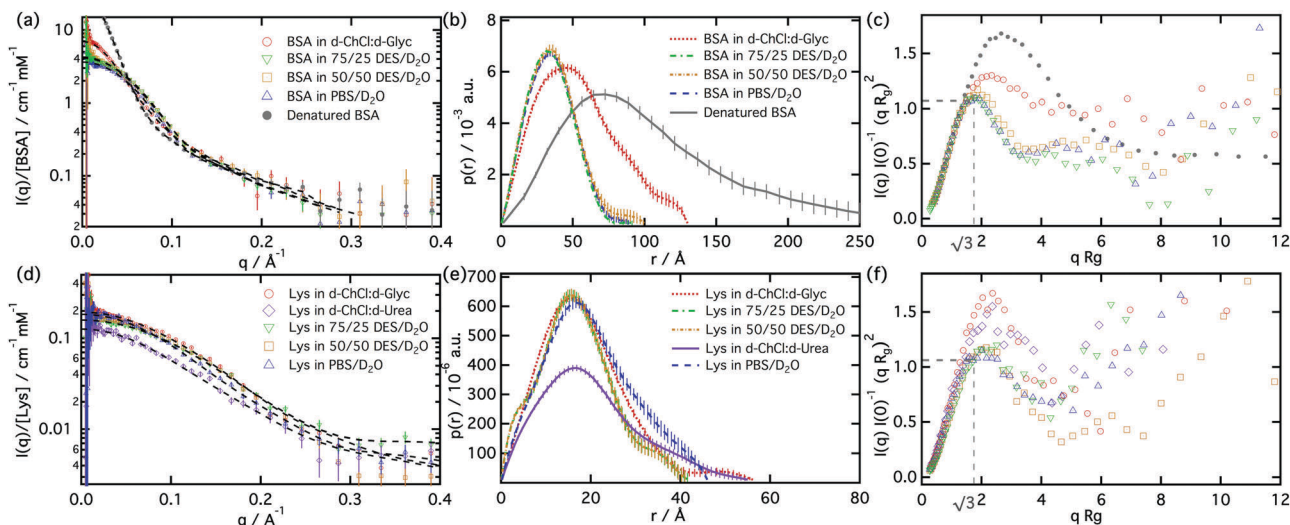 (a)
I(q)/[BSA] / cm⁻¹ mM⁻¹
4
2
10
4
2
1
4
2
0.1
4
2
0.0
0.1
0.2
0.3
0.4
q / Å⁻¹
BSA in d-ChCl:d-Glyc
BSA in 75/25 DES/D₂O
BSA in 50/50 DES/D₂O
BSA in PBS/D₂O
Denatured BSA
(b)
p(r) / 10⁻³ a.u.
8
6
4
2
0
50
100
150
200
250
r / Å
BSA in d-ChCl:d-Glyc
BSA in 75/25 DES/D₂O
BSA in 50/50 DES/D₂O
BSA in PBS/D₂O
Denatured BSA
(c)
I(q) I(0)⁻¹ (q Rg)²
1.5
1.0
0.5
0.0
0
√3
2
4
6
8
10
12
q Rg
(d)
I(q)/[Lys] / cm⁻¹ mM⁻¹
4
2
0.1
4
2
0.01
4
2
0.0
0.1
0.2
0.3
0.4
q / A⁻¹
Lys in d-ChCl:d-Glyc
Lys in d-ChCl:d-Urea
Lys in 75/25 DES/D₂O
Lys in 50/50 DES/D₂O
Lys in PBS/D₂O
(e)
p(r) / 10⁻⁶ a.u.
700
600
500
400
300
200
100
0
20
40
60
80
r / Å
Lys in d-ChCl:d-Glyc
Lys in 75/25 DES/D₂O
Lys in 50/50 DES/D₂O
Lys in d-ChCl:d-Urea
Lys in PBS/D₂O
(f)
I(q) I(0)⁻¹ (q Rg)²
1.5
1.0
0.5
0.0
0
√3
2
4
6
8
10
12
q Rg